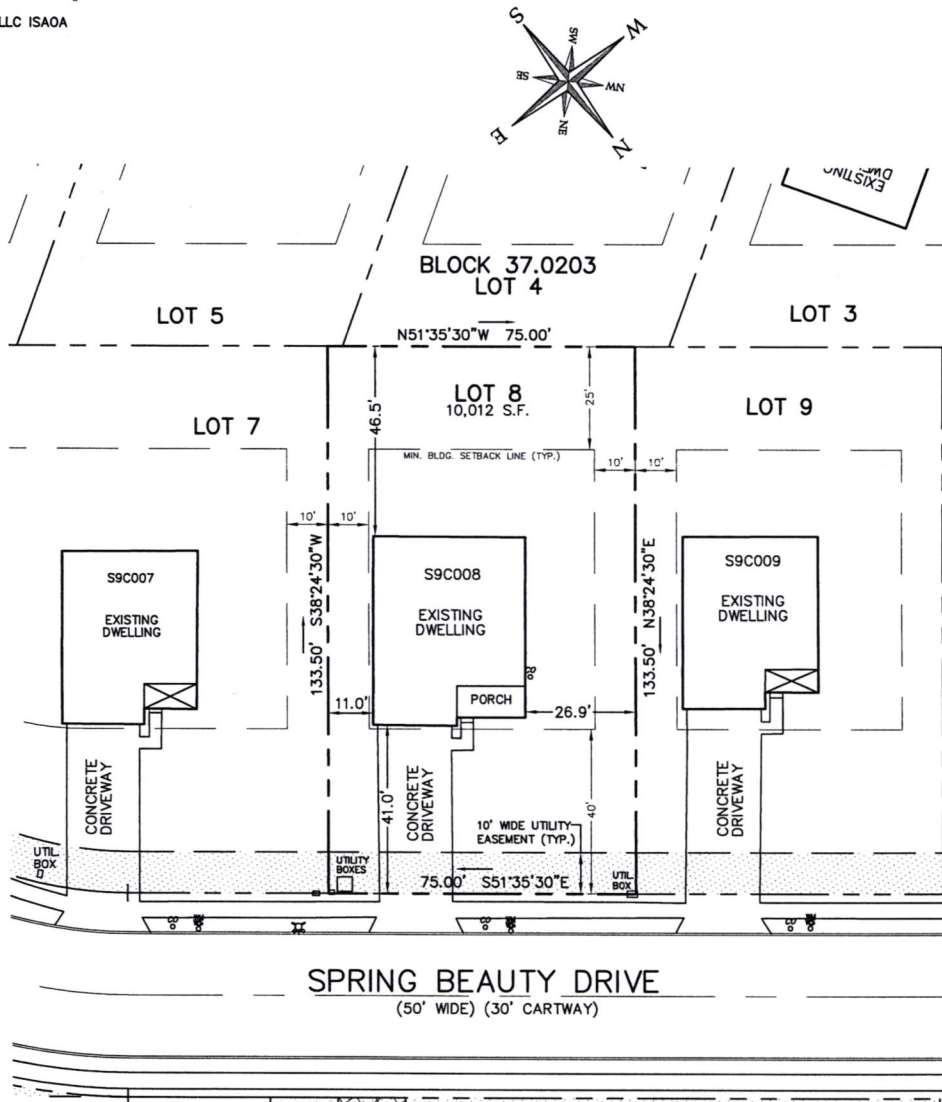 LLC ISAOA
S
W
SW
SE
NW
NE
E
N
EXISTING
BLOCK 37.0203
LOT 4
LOT 5
LOT 3
N51°35'30"W 75.00'
LOT 8
10,012 S.F.
LOT 7
LOT 9
46.5'
25'
MIN. BLDG. SETBACK LINE (TYP.)
10'
10'
10'
10'
133.50' S38°24'30"W
133.50' N38°24'30"E
S9C007
EXISTING
DWELLING
S9C008
EXISTING
DWELLING
S9C009
EXISTING
DWELLING
PORCH
11.0'
26.9'
41.0'
40'
CONCRETE
DRIVEWAY
CONCRETE
DRIVEWAY
CONCRETE
DRIVEWAY
10' WIDE UTILITY
EASEMENT (TYP.)
UTIL.
BOX
UTILITY
BOXES
75.00' S51°35'30"E
UTIL.
BOX
SPRING BEAUTY DRIVE
(50' WIDE) (30' CARTWAY)